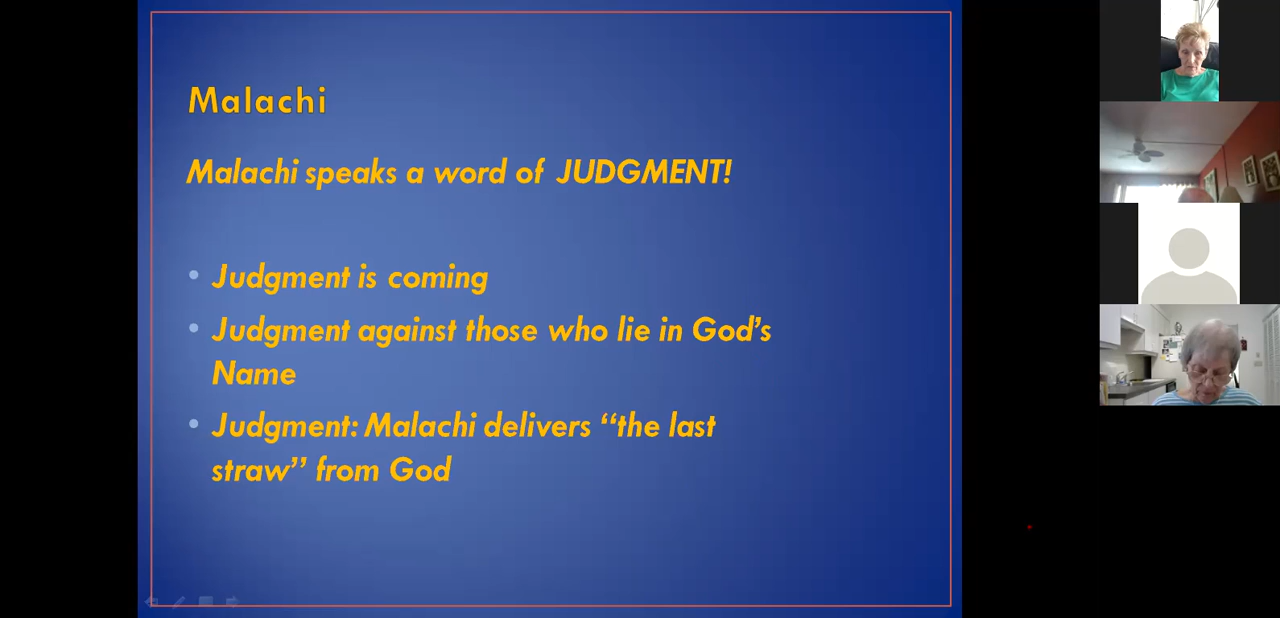 Malachi
Malachi speaks a word of JUDGMENT!
• Judgment is coming
• Judgment against those who lie in God’s
Name
• Judgment: Malachi delivers “the last
straw” from God